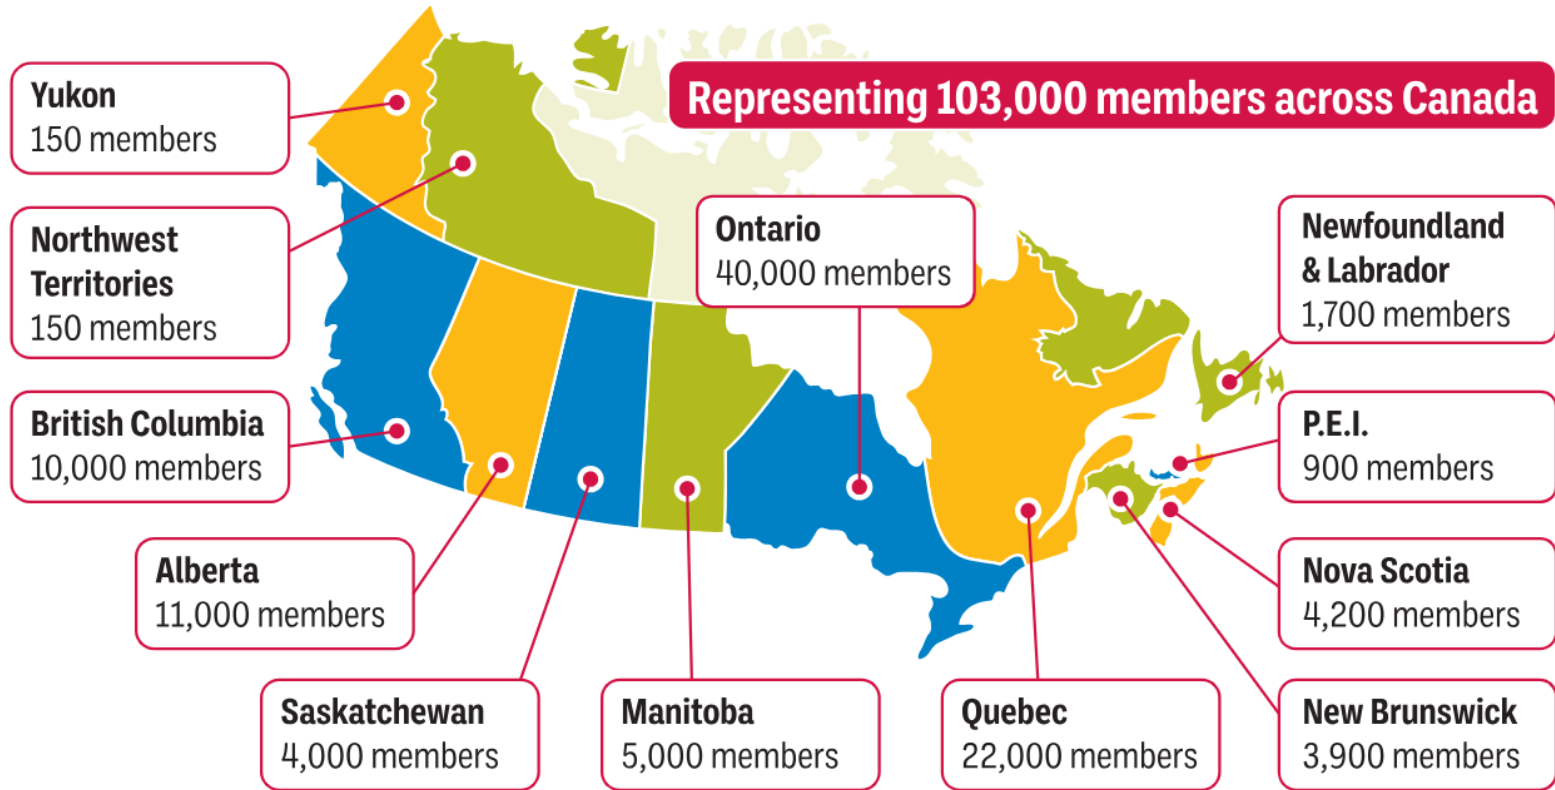 Representing 103,000 members across Canada
Yukon
150 members
Northwest
Territories
150 members
British Columbia
10,000 members
Alberta
11,000 members
Saskatchewan
4,000 members
Manitoba
5,000 members
Ontario
40,000 members
Quebec
22,000 members
Newfoundland
& Labrador
1,700 members
P.E.I.
900 members
Nova Scotia
4,200 members
New Brunswick
3,900 members